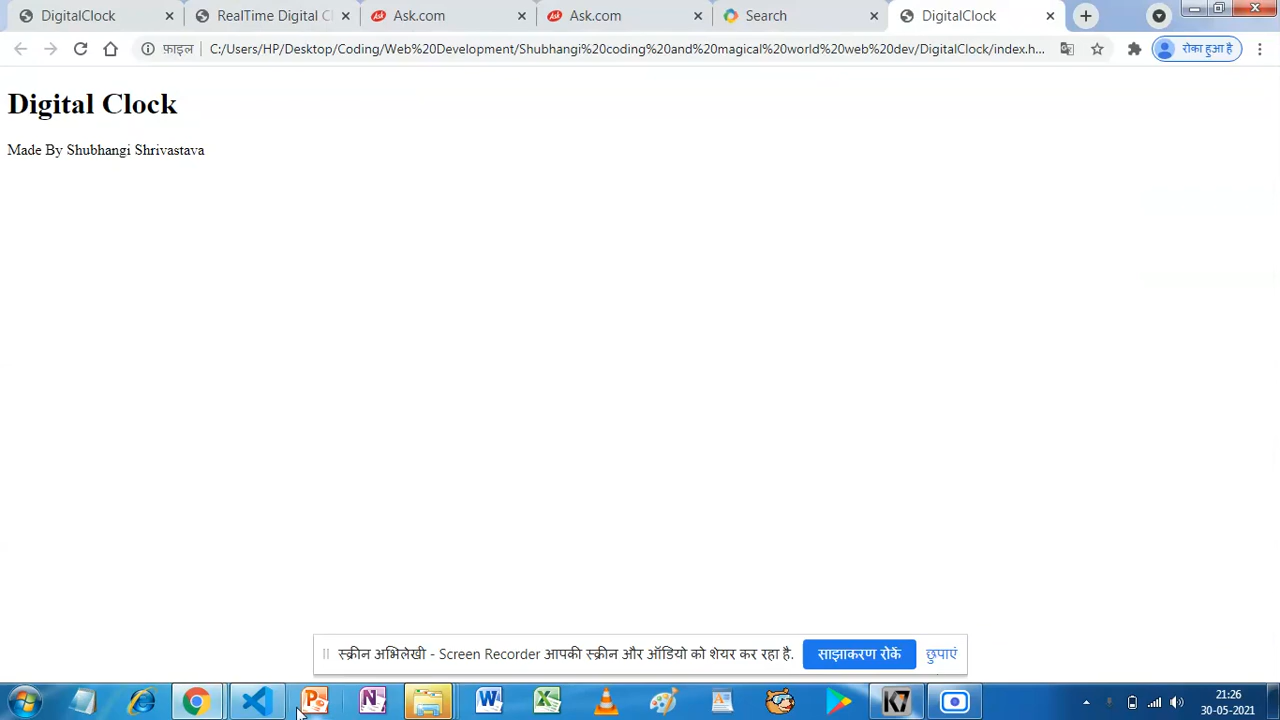 DigitalClock
RealTime Digital Cl
Ask.com
Ask.com
Search
DigitalClock
फ़ाइल
C:/Users/HP/Desktop/Coding/Web%20Development/Shubhangi%20coding%20and%20magical%20world%20web%20dev/DigitalClock/index.h...
रोका हुआ है
Digital Clock
Made By Shubhangi Shrivastava
स्क्रीन अभिलेखी - Screen Recorder आपकी स्क्रीन और ऑडियो को शेयर कर रहा है.
साझाकरण रोकें
छुपाएं
21:26
30-05-2021